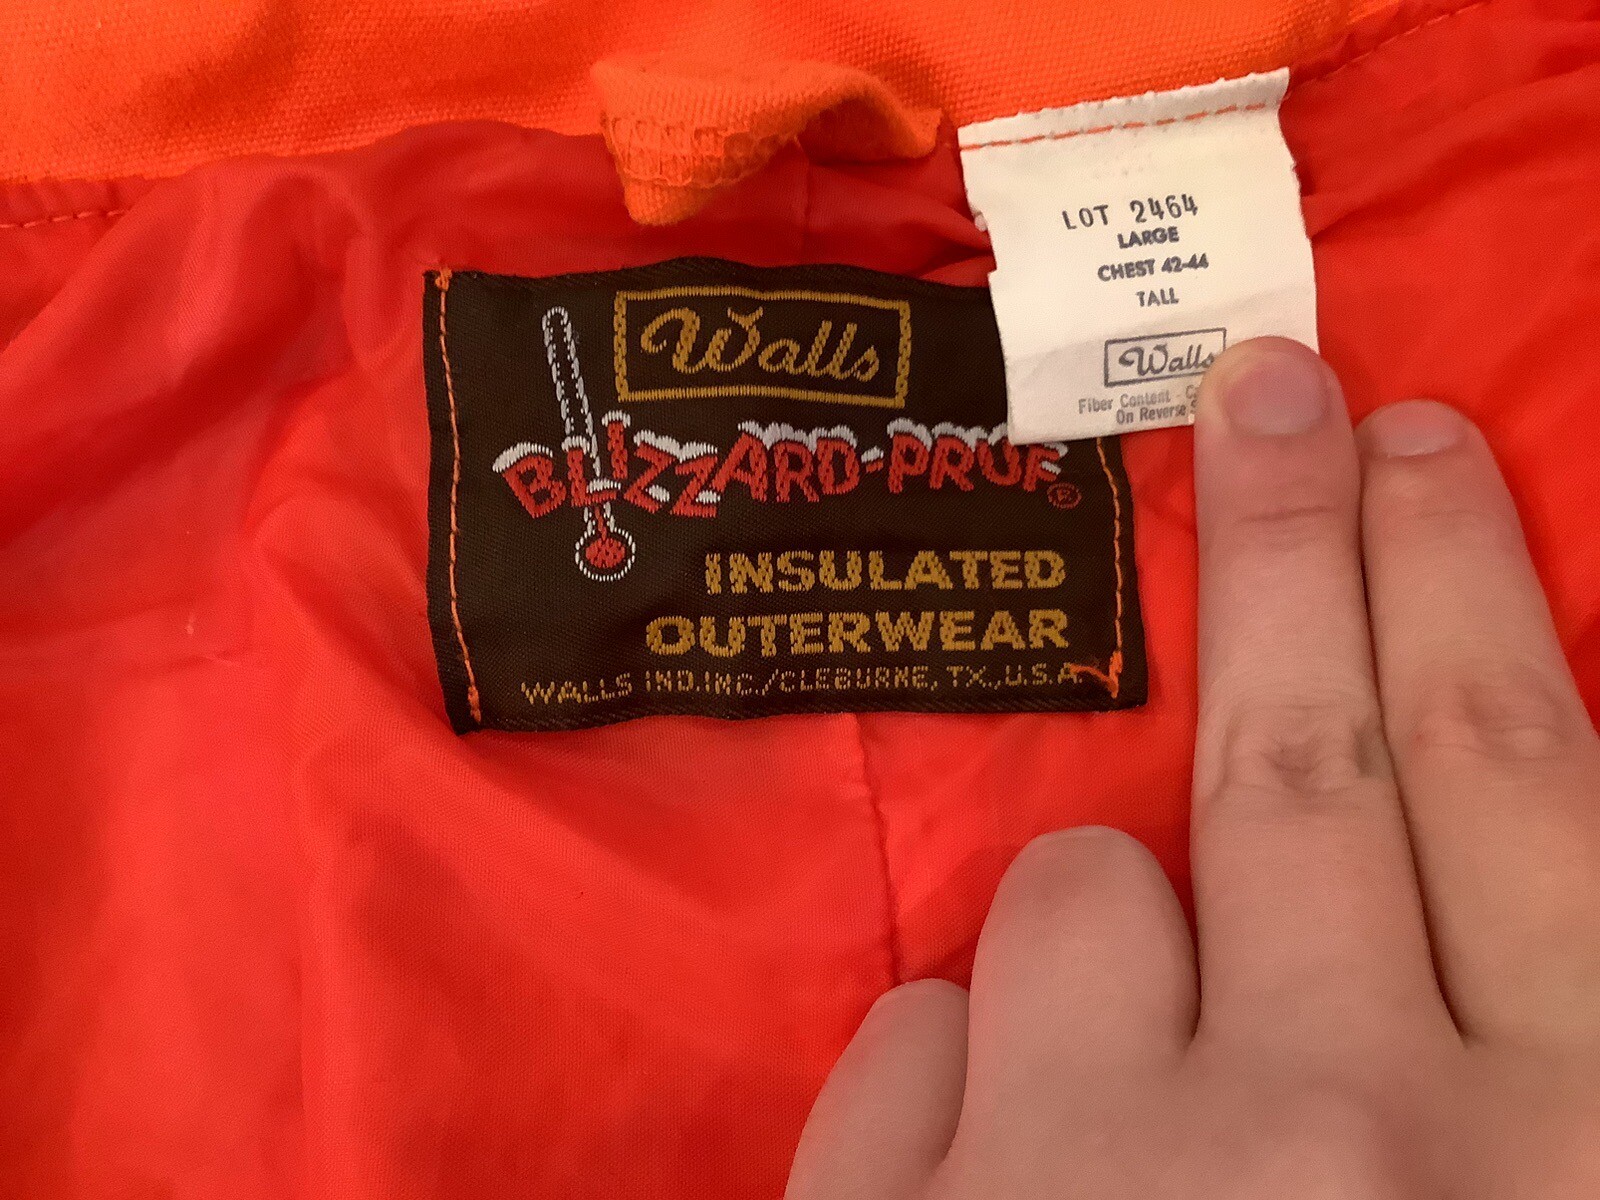 Walls
BLIZZARD-PRUF®
INSULATED
OUTERWEAR
WALLS IND.INC./CLEBURNE, TX.,U.S.A
LOT 2464
LARGE
CHEST 42-44
TALL
Walls
Fiber Content -
On Reverse